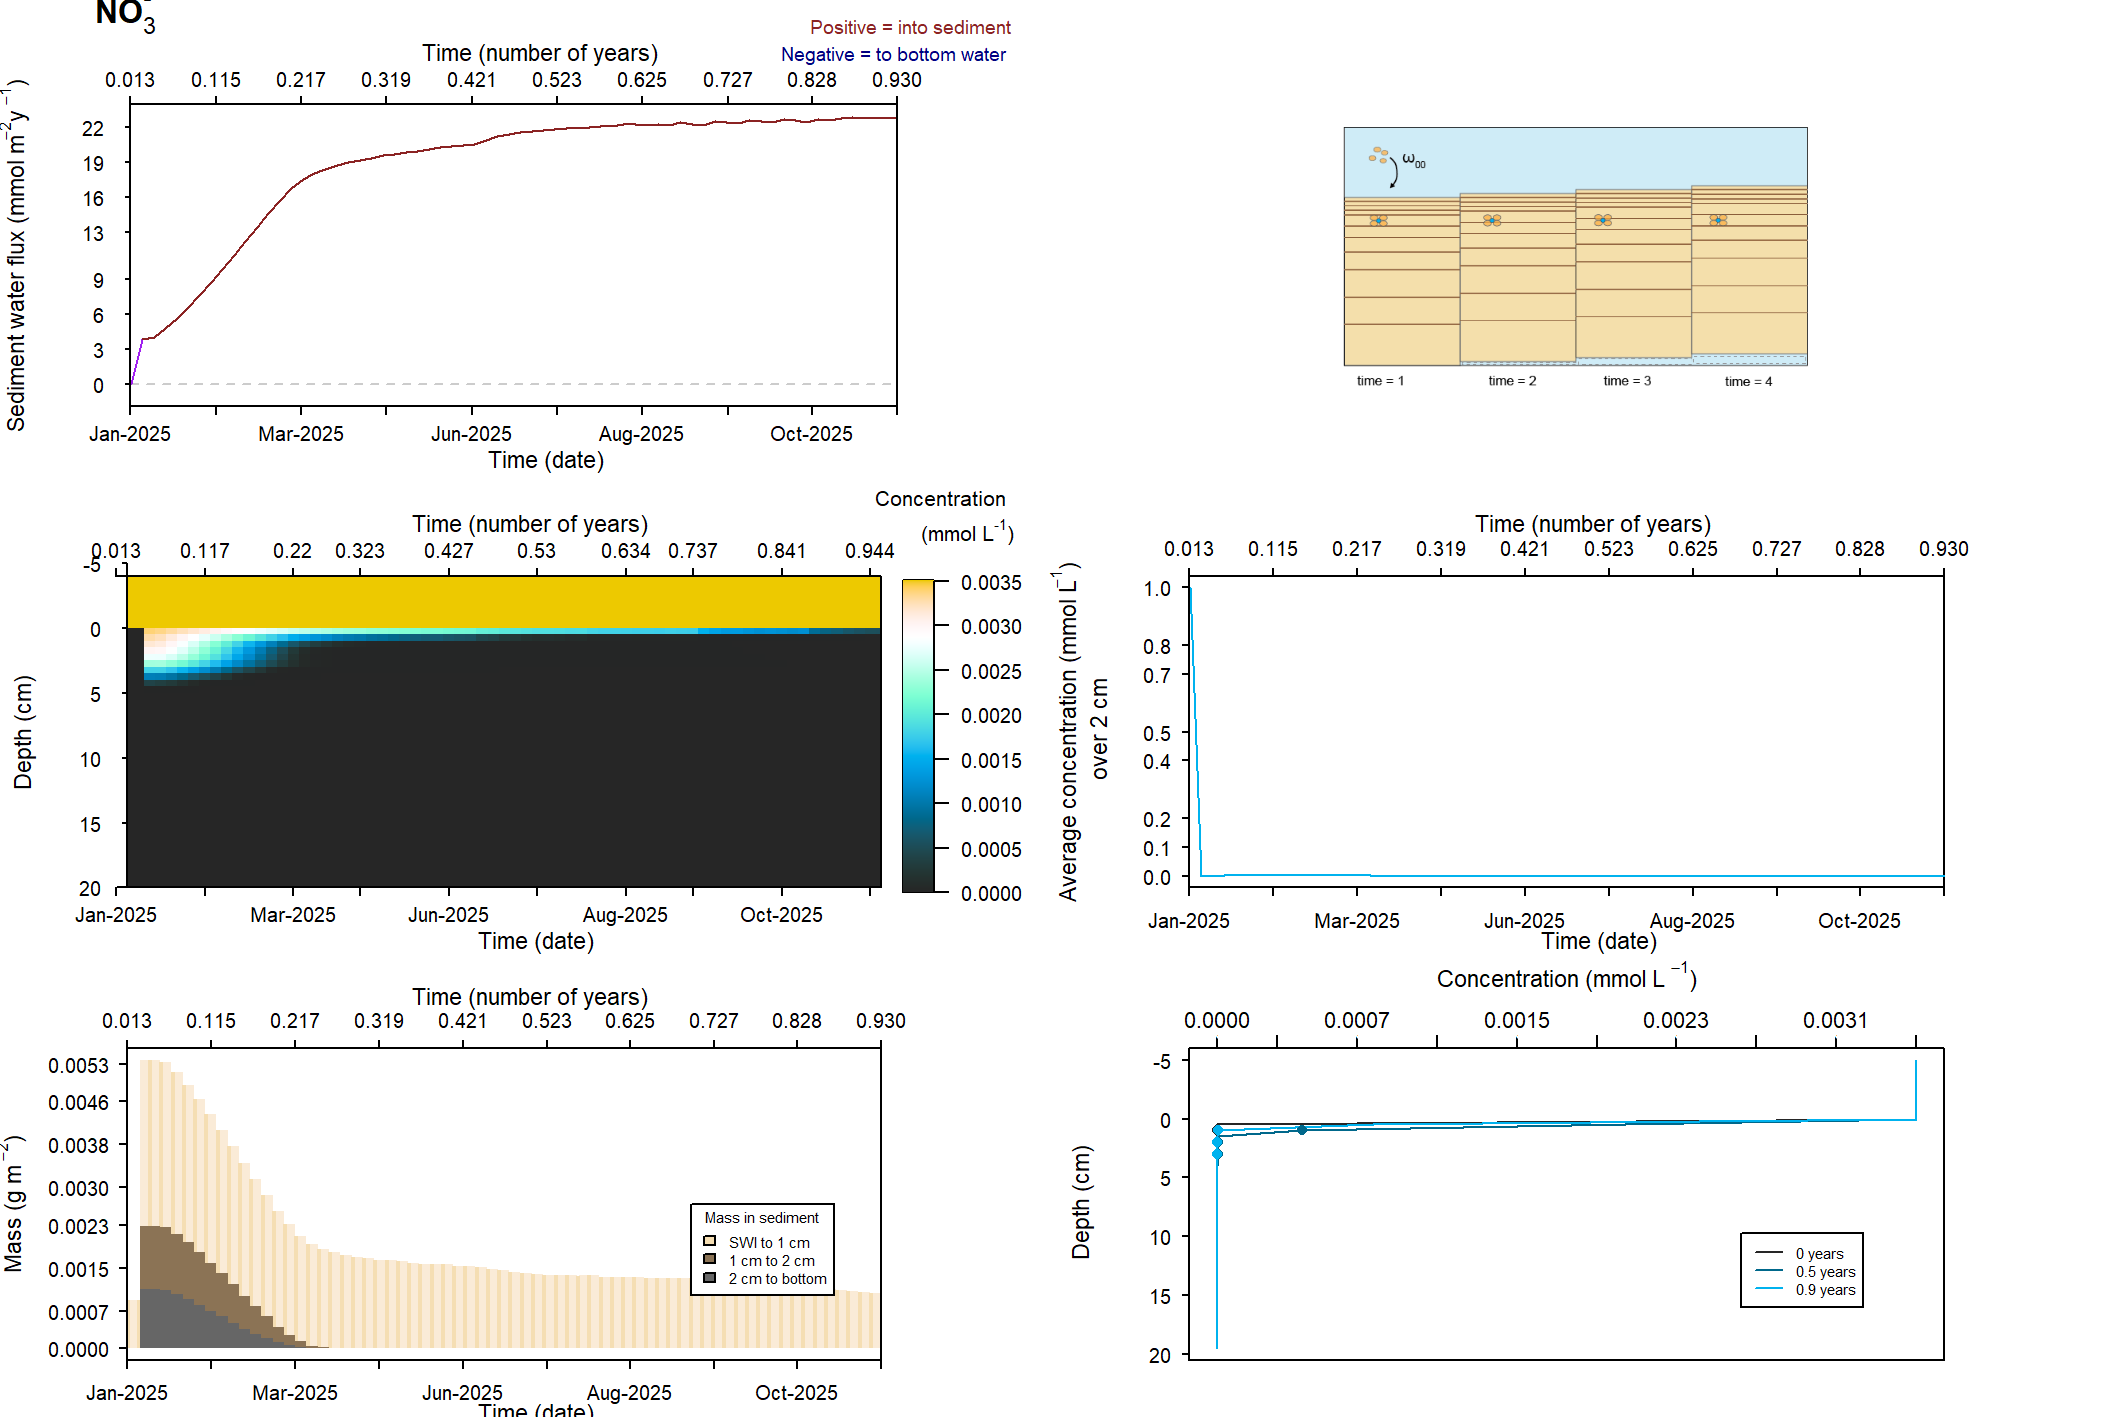 NO3-
Positive = into sediment
Negative = to bottom water
Time (number of years)
0.013 0.115 0.217 0.319 0.421 0.523 0.625 0.727 0.828 0.930
Sediment water flux (mmol m−2y−1)
22
19
16
13
9
6
3
0
Jan-2025 Mar-2025 Jun-2025 Aug-2025 Oct-2025
Time (date)
ω00
time = 1 time = 2 time = 3 time = 4
Concentration
(mmol L-1)
Time (number of years)
0.013 0.117 0.22 0.323 0.427 0.53 0.634 0.737 0.841 0.944
Depth (cm)
-5
0
5
10
15
20
0.0035
0.0030
0.0025
0.0020
0.0015
0.0010
0.0005
0.0000
Jan-2025 Mar-2025 Jun-2025 Aug-2025 Oct-2025
Time (date)
Time (number of years)
0.013 0.115 0.217 0.319 0.421 0.523 0.625 0.727 0.828 0.930
Average concentration (mmol L−1)
over 2 cm
1.0
0.8
0.7
0.5
0.4
0.2
0.1
0.0
Jan-2025 Mar-2025 Jun-2025 Aug-2025 Oct-2025
Time (date)
Time (number of years)
0.013 0.115 0.217 0.319 0.421 0.523 0.625 0.727 0.828 0.930
Mass (g m−2)
0.0053
0.0046
0.0038
0.0030
0.0023
0.0015
0.0007
0.0000
Mass in sediment
SWI to 1 cm
1 cm to 2 cm
2 cm to bottom
Jan-2025 Mar-2025 Jun-2025 Aug-2025 Oct-2025
Time (date)
Concentration (mmol L −1)
0.0000 0.0007 0.0015 0.0023 0.0031
Depth (cm)
-5
0
5
10
15
20
0 years
0.5 years
0.9 years